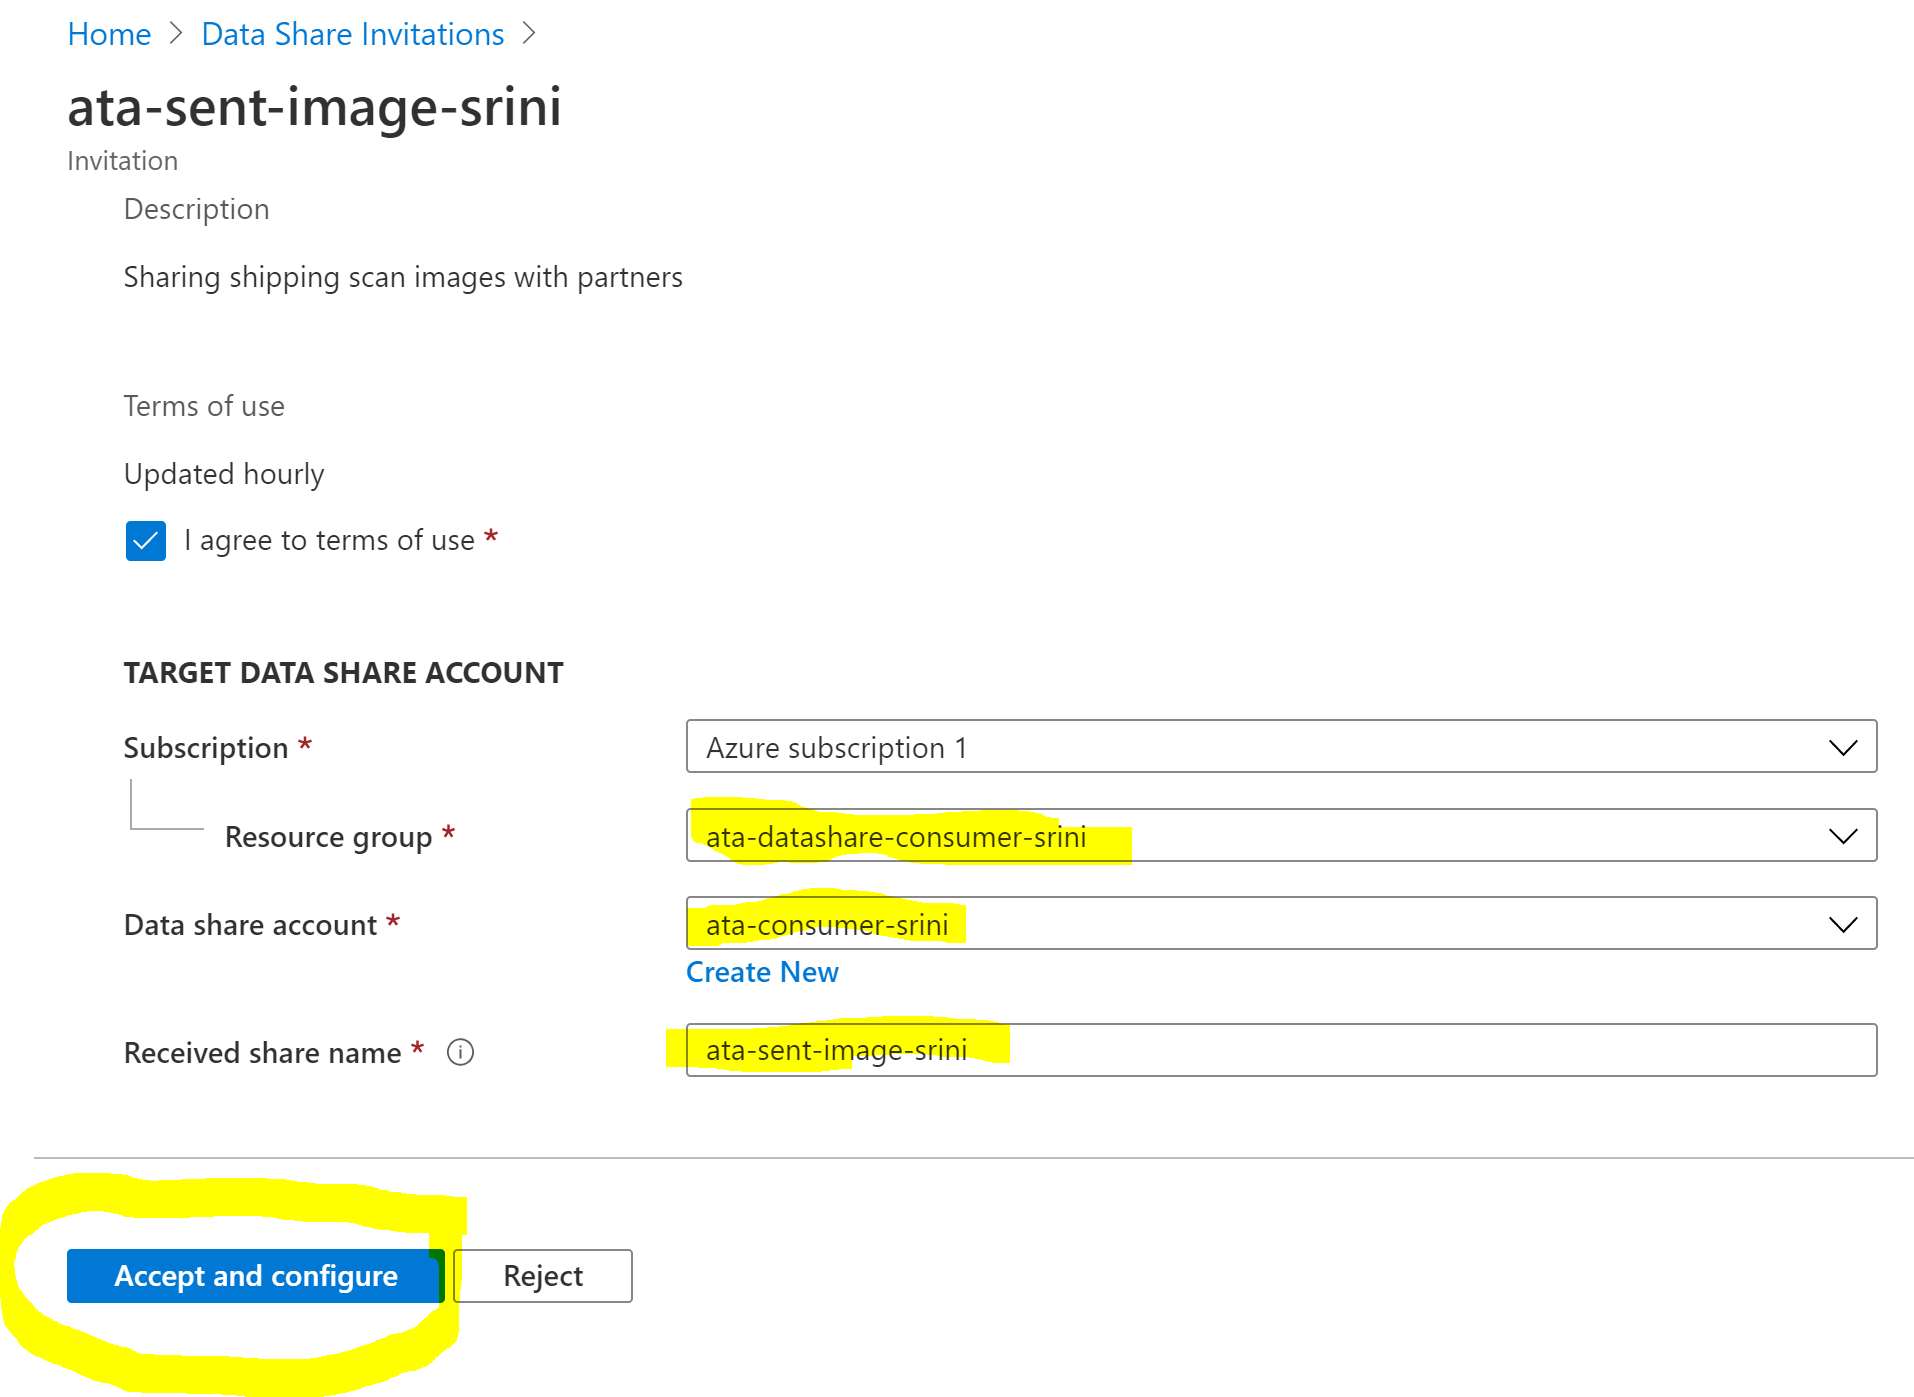 Home > Data Share Invitations >
ata-sent-image-srini
Invitation
Description
Sharing shipping scan images with partners
Terms of use
Updated hourly
I agree to terms of use *
TARGET DATA SHARE ACCOUNT
Subscription * Azure subscription 1
Resource group * ata-datashare-consumer-srini
Data share account * ata-consumer-srini
Create New
Received share name * ata-sent-image-srini
Accept and configure Reject